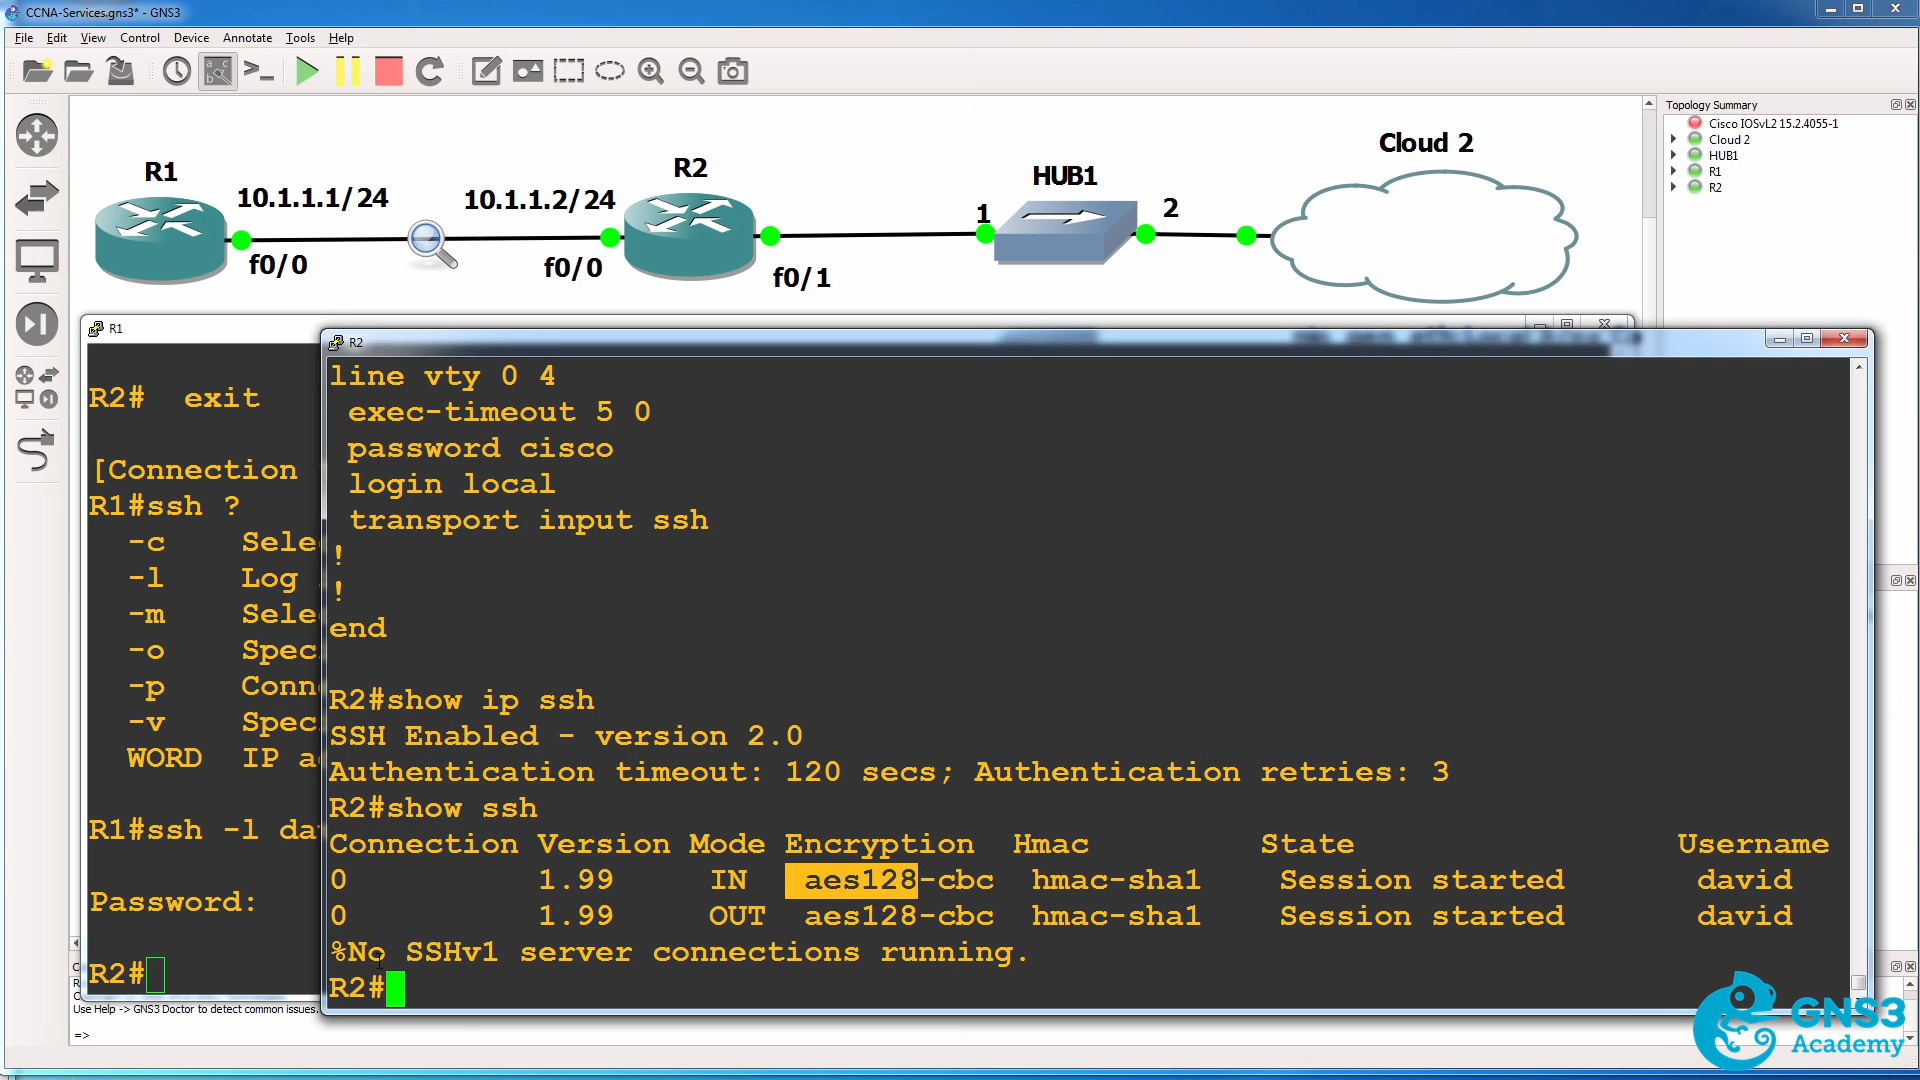 CCNA-Services.gns3* - GNS3
File Edit View Control Device Annotate Tools Help
Topology Summary
Cisco IOSvL2 15.2.4055-1
Cloud 2
HUB1
R1
R2
R1
10.1.1.1/24
f0/0
10.1.1.2/24
f0/0
R2
f0/1
HUB1
1
2
Cloud 2
R1
R2# exit
[Connection
R1#ssh ?
-c Sele
-l Log
-m Sele
-o Spec
-p Conn
-v Spec
WORD IP a
R1#ssh -l da
Password:
R2#
R2
line vty 0 4
exec-timeout 5 0
password cisco
login local
transport input ssh
!
!
end
R2#show ip ssh
SSH Enabled - version 2.0
Authentication timeout: 120 secs; Authentication retries: 3
R2#show ssh
Connection Version Mode Encryption Hmac State Username
0 1.99 IN aes128-cbc hmac-sha1 Session started david
0 1.99 OUT aes128-cbc hmac-sha1 Session started david
%No SSHv1 server connections running.
R2#
Use Help -> GNS3 Doctor to detect common issues.
=>
GNS3
Academy